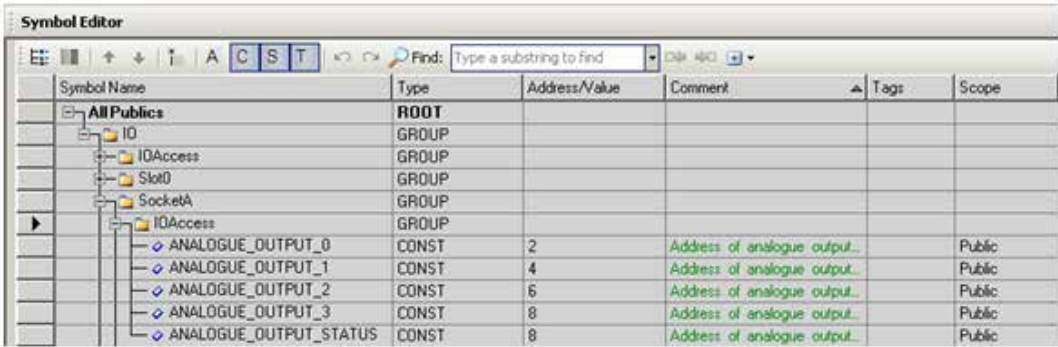 Symbol Editor
A C S T Find: Type a substring to find
Symbol Name Type Address/Value Comment Tags Scope
All Publics ROOT
IO GROUP
IOAccess GROUP
Slot0 GROUP
SocketA GROUP
IOAccess GROUP
ANALOGUE_OUTPUT_0 CONST 2 Address of analogue output... Public
ANALOGUE_OUTPUT_1 CONST 4 Address of analogue output... Public
ANALOGUE_OUTPUT_2 CONST 6 Address of analogue output... Public
ANALOGUE_OUTPUT_3 CONST 8 Address of analogue output... Public
ANALOGUE_OUTPUT_STATUS CONST 8 Address of analogue output... Public